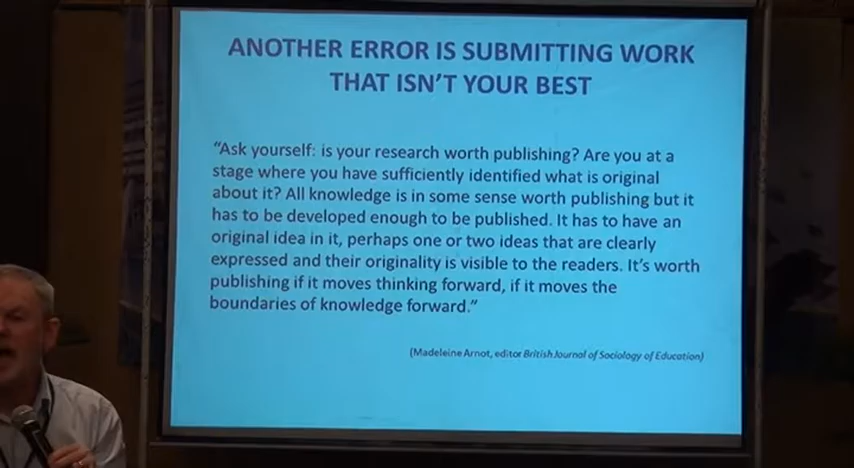 ANOTHER ERROR IS SUBMITTING WORK
THAT ISN’T YOUR BEST
“Ask yourself: is your research worth publishing? Are you at a
stage where you have sufficiently identified what is original
about it? All knowledge is in some sense worth publishing but it
has to be developed enough to be published. It has to have an
original idea in it, perhaps one or two ideas that are clearly
expressed and their originality is visible to the readers. It’s worth
publishing if it moves thinking forward, if it moves the
boundaries of knowledge forward.”
(Madeleine Arnot, editor British Journal of Sociology of Education)